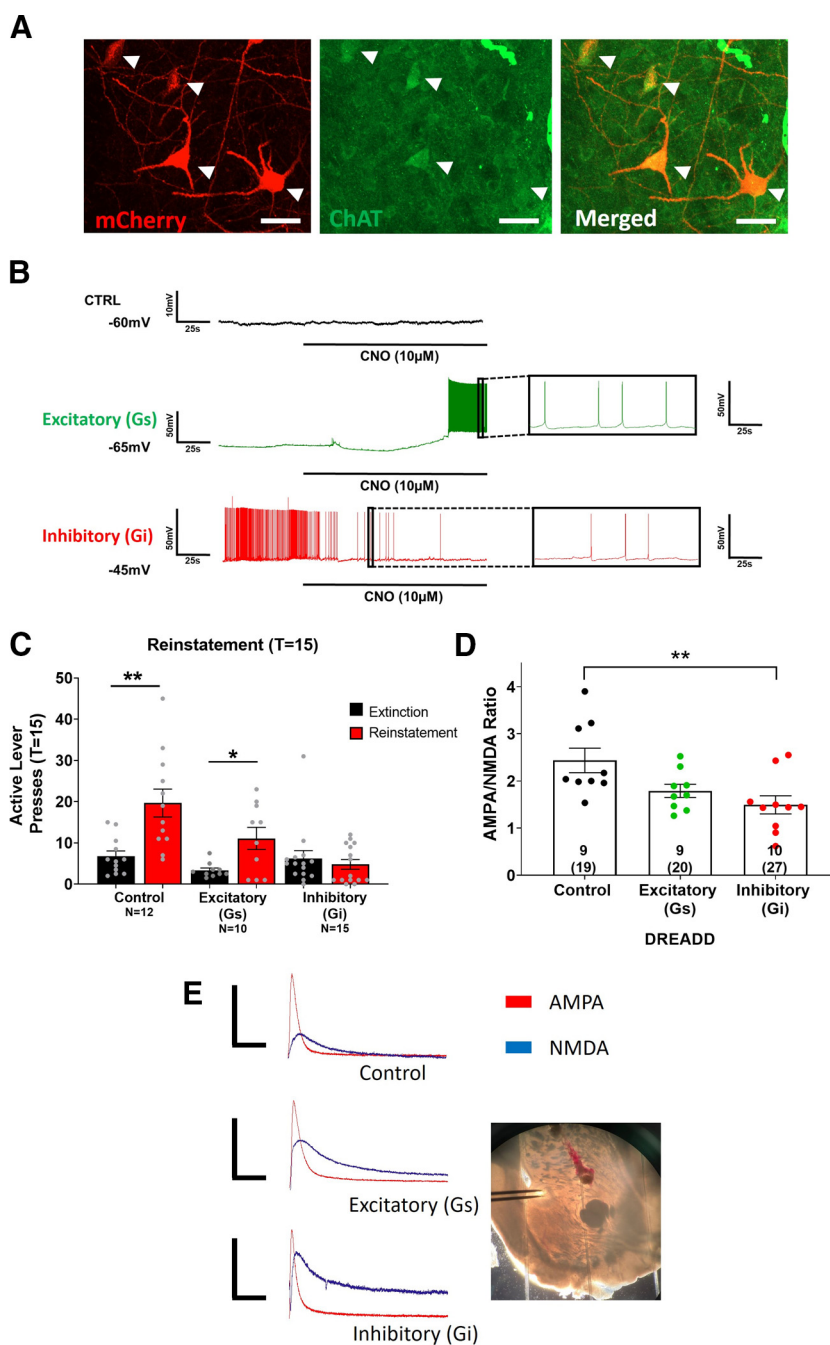 A
mCherry
ChAT
Merged
B
CTRL
10mV
-60mV
25s
CNO (10µM)
Excitatory (Gs)
50mV
50mV
-65mV
25s
25s
CNO (10µM)
Inhibitory (Gi)
50mV
50mV
-45mV
25s
25s
CNO (10µM)
C
Reinstatement (T=15)
Active Lever
Presses (T=15)
50
40
30
20
10
0
**
*
Extinction
Reinstatement
Control
N=12
Excitatory
(Gs)
N=10
Inhibitory
(Gi)
N=15
D
**
AMPA/NMDA Ratio
4
3
2
1
0
9
(19)
9
(20)
10
(27)
Control
Excitatory
(Gs)
Inhibitory
(Gi)
DREADD
E
AMPA
NMDA
Control
Excitatory (Gs)
Inhibitory (Gi)